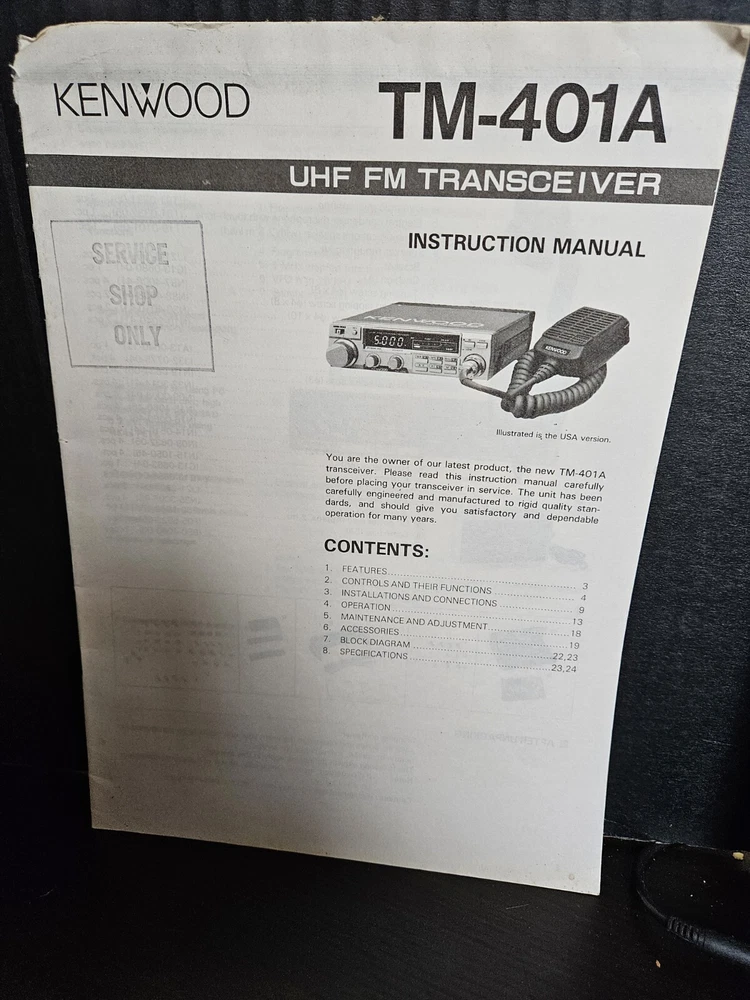 KENWOOD
TM-401A
UHF FM TRANSCEIVER
SERVICE
SHOP
ONLY
INSTRUCTION MANUAL
KENWOOD
5.000.
KENWOOD
Illustrated is the USA version.
You are the owner of our latest product, the new TM-401A
transceiver. Please read this instruction manual carefully
before placing your transceiver in service. The unit has been
carefully engineered and manufactured to rigid quality stan-
dards, and should give you satisfactory and dependable
operation for many years.
CONTENTS:
1. FEATURES 3
2. CONTROLS AND THEIR FUNCTIONS 4
3. INSTALLATIONS AND CONNECTIONS 9
4. OPERATION 13
5. MAINTENANCE AND ADJUSTMENT 18
6. ACCESSORIES 19
7. BLOCK DIAGRAM 22,23
8. SPECIFICATIONS 23,24